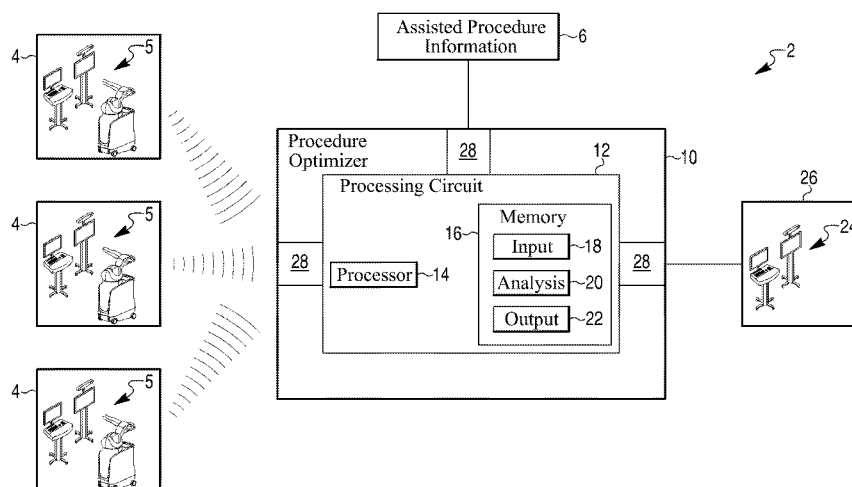 Assisted Procedure
Information
6
2
4
5
Procedure
Optimizer
28
12
10
Processing Circuit
26
Memory
24
4
5
16
Input
18
28
Processor
14
Analysis
20
28
Output
22
4
5